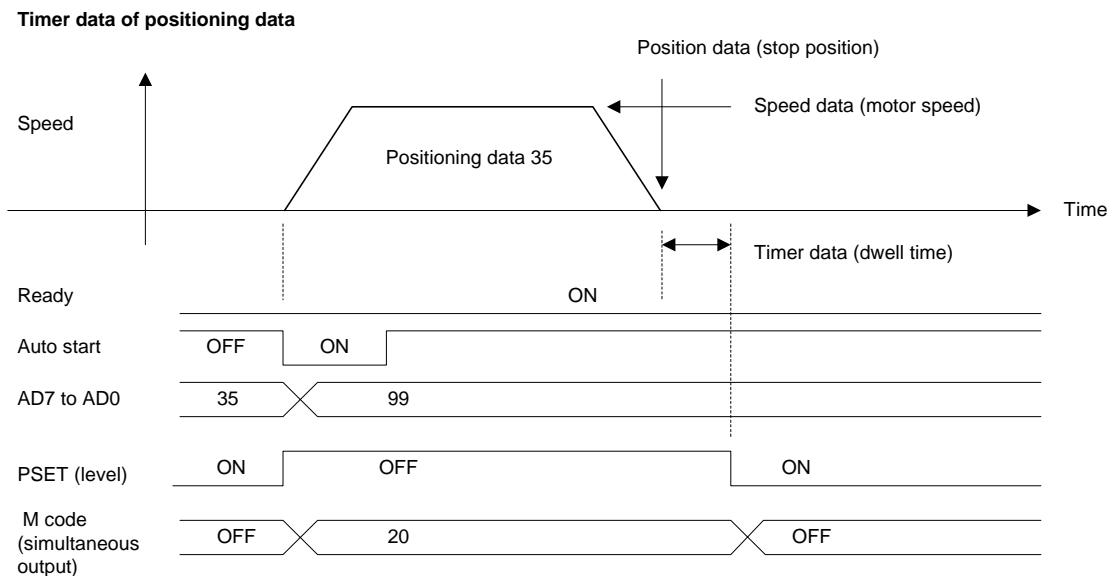 Timer data of positioning data
Position data (stop position)
Speed data (motor speed)
Speed
Positioning data 35
Time
Timer data (dwell time)
Ready
ON
Auto start
OFF
ON
AD7 to AD0
35
99
PSET (level)
ON
OFF
ON
M code
(simultaneous
output)
OFF
20
OFF